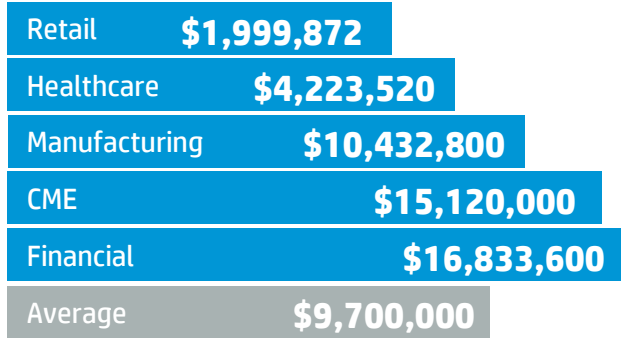 Retail $1,999,872
Healthcare $4,223,520
Manufacturing $10,432,800
CME $15,120,000
Financial $16,833,600
Average $9,700,000